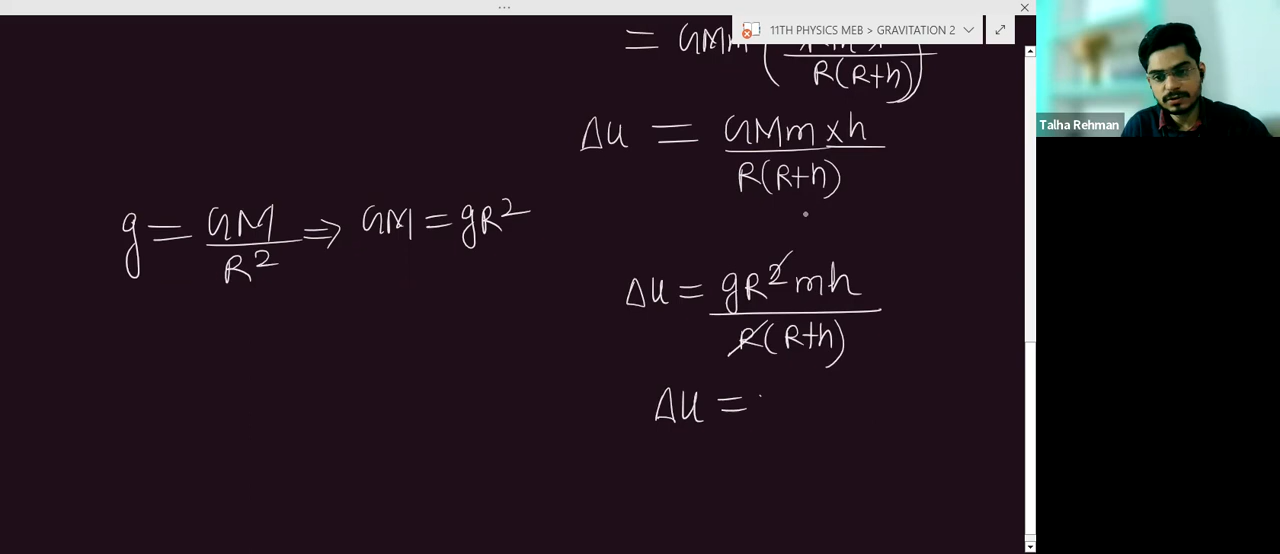 11TH PHYSICS MEB > GRAVITATION 2
Talha Rehman
= GMm ( / R(R+h) )
ΔU = GMm×h / R(R+h)
g = GM / R² ⇒ GM = gR²
ΔU = gR²mh / R(R+h)
ΔU =